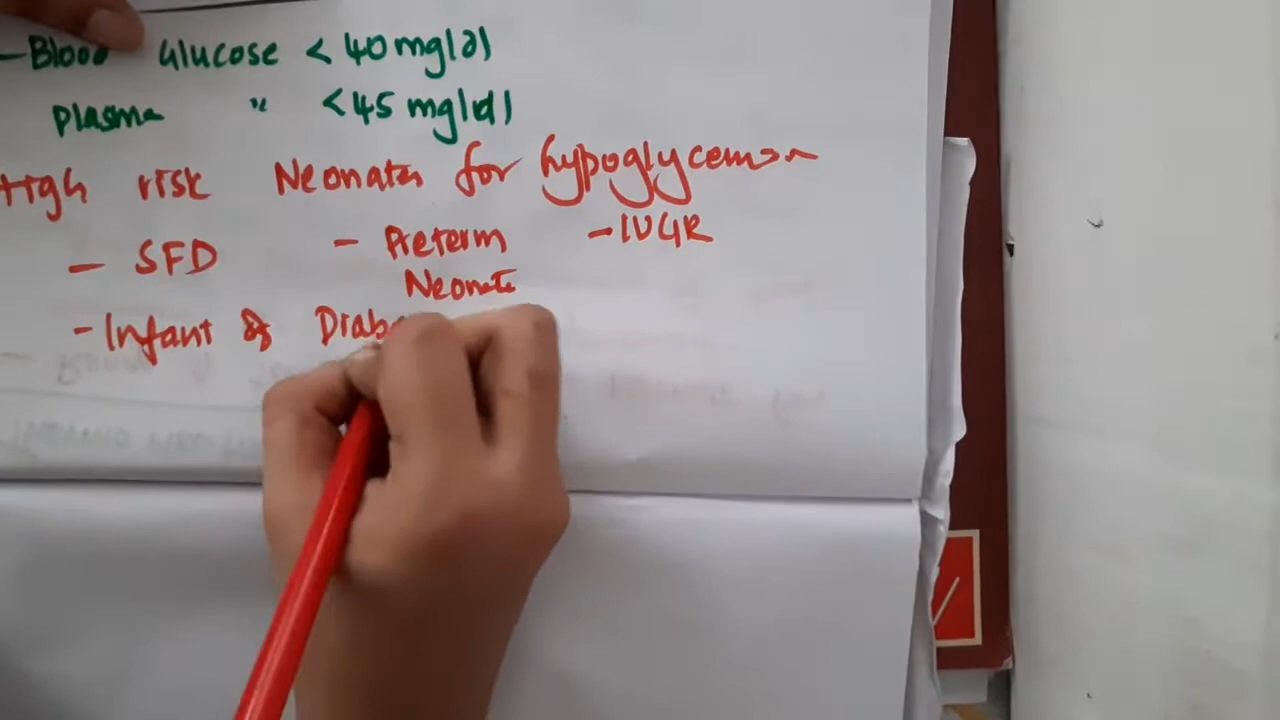 - Blood Glucose < 40 mg/dl
Plasma " < 45 mg/dl
High risk Neonates for hypoglycemia
- SFD - Preterm Neonate - IUGR
- Infant of Diab